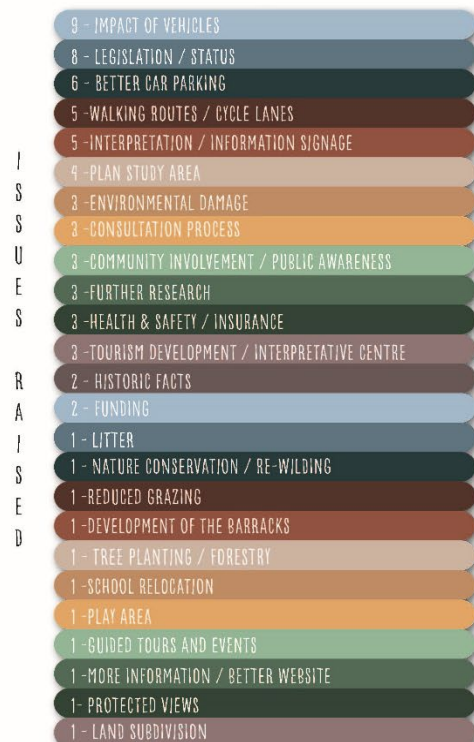 ISSUES RAISED
9 - IMPACT OF VEHICLES
8 - LEGISLATION / STATUS
6 - BETTER CAR PARKING
5 -WALKING ROUTES / CYCLE LANES
5 -INTERPRETATION / INFORMATION SIGNAGE
4 -PLAN STUDY AREA
3 -ENVIRONMENTAL DAMAGE
3 -CONSULTATION PROCESS
3 -COMMUNITY INVOLVEMENT / PUBLIC AWARENESS
3 -FURTHER RESEARCH
3 -HEALTH & SAFETY / INSURANCE
3 -TOURISM DEVELOPMENT / INTERPRETATIVE CENTRE
2 - HISTORIC FACTS
2 - FUNDING
1 - LITTER
1 - NATURE CONSERVATION / RE-WILDING
1 -REDUCED GRAZING
1 -DEVELOPMENT OF THE BARRACKS
1 - TREE PLANTING / FORESTRY
1 -SCHOOL RELOCATION
1 -PLAY AREA
1 -GUIDED TOURS AND EVENTS
1 -MORE INFORMATION / BETTER WEBSITE
1- PROTECTED VIEWS
1 - LAND SUBDIVISION